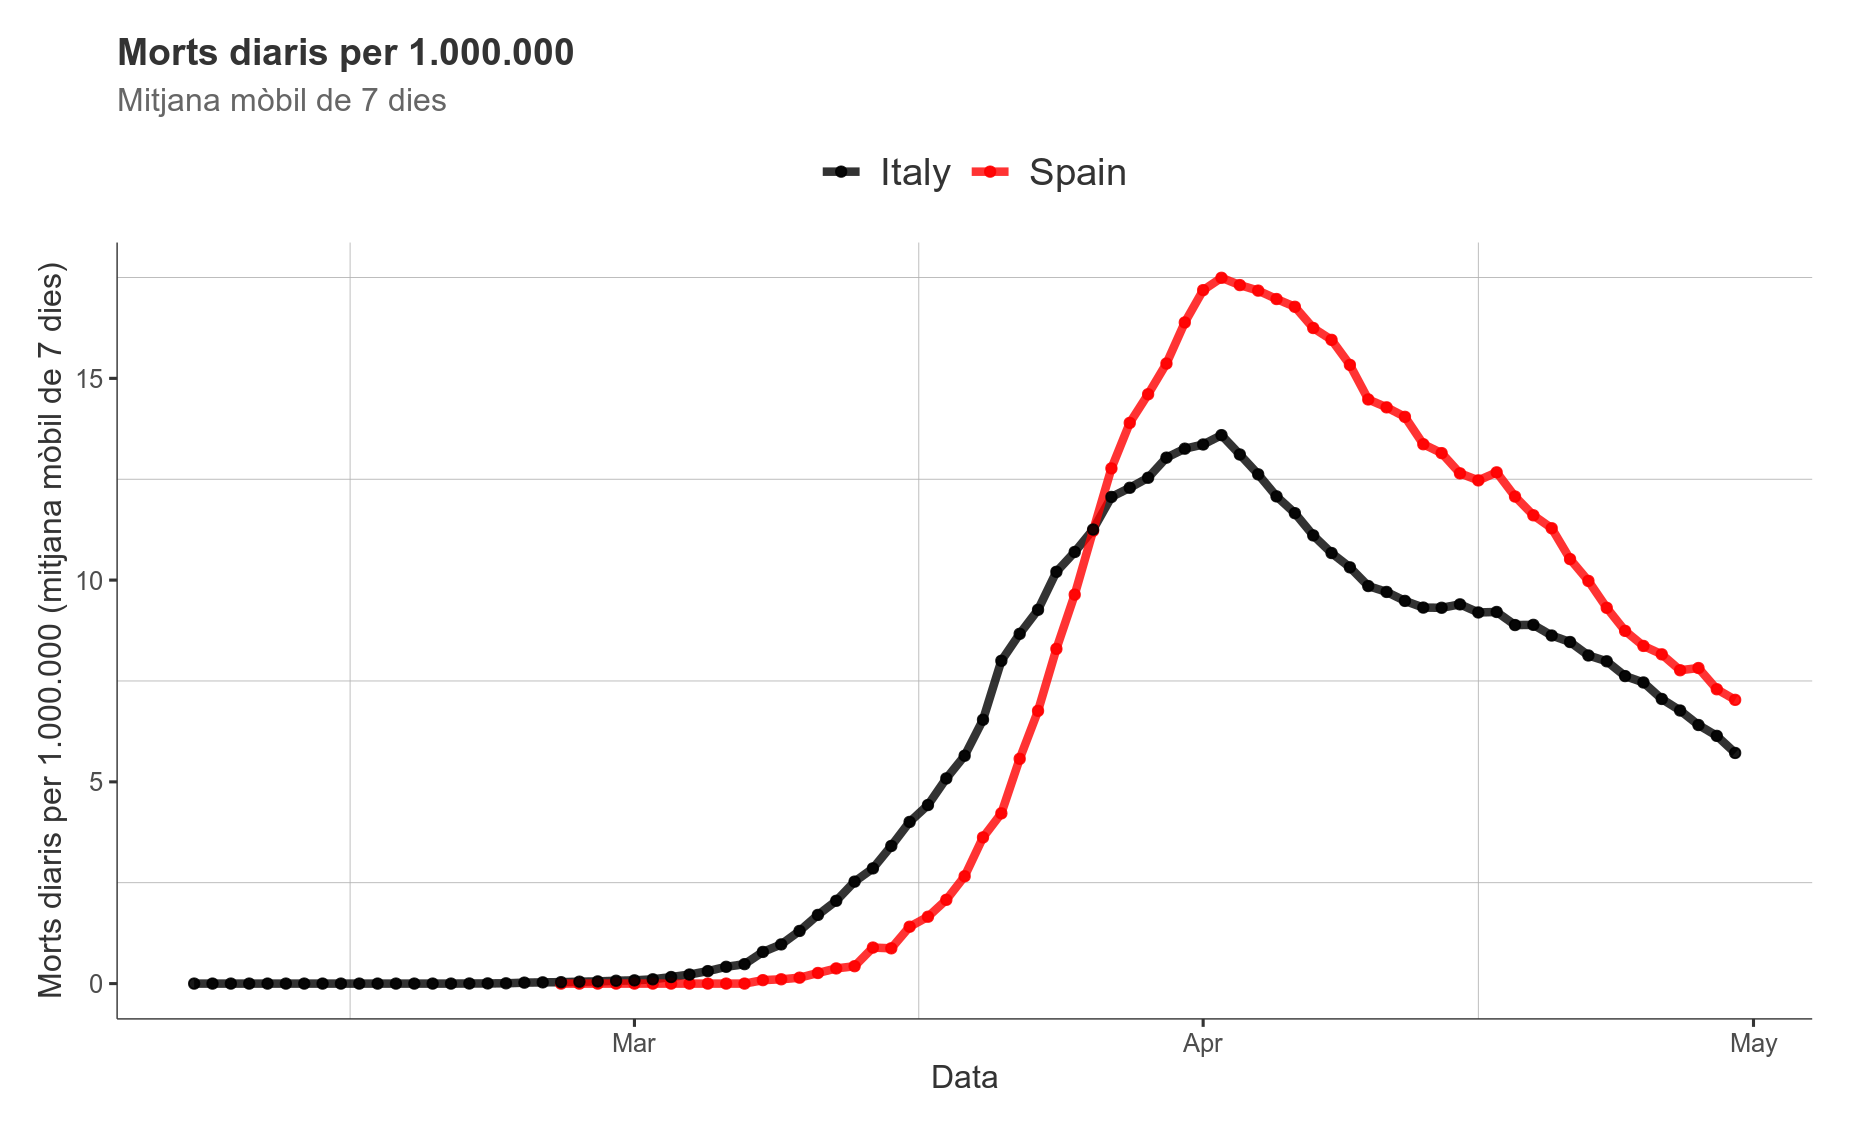 Morts diaris per 1.000.000
Mitjana mòbil de 7 dies
Italy Spain
Morts diaris per 1.000.000 (mitjana mòbil de 7 dies)
15
10
5
0
Mar Apr May
Data